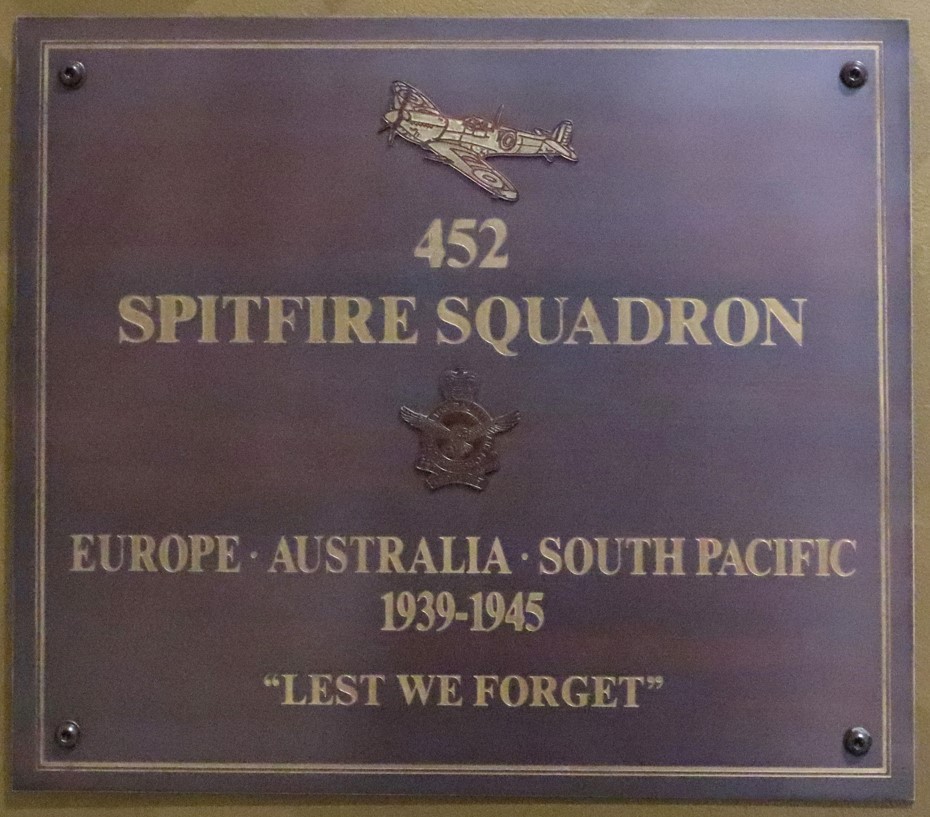 452
SPITFIRE SQUADRON
EUROPE · AUSTRALIA · SOUTH PACIFIC
1939-1945
“LEST WE FORGET”